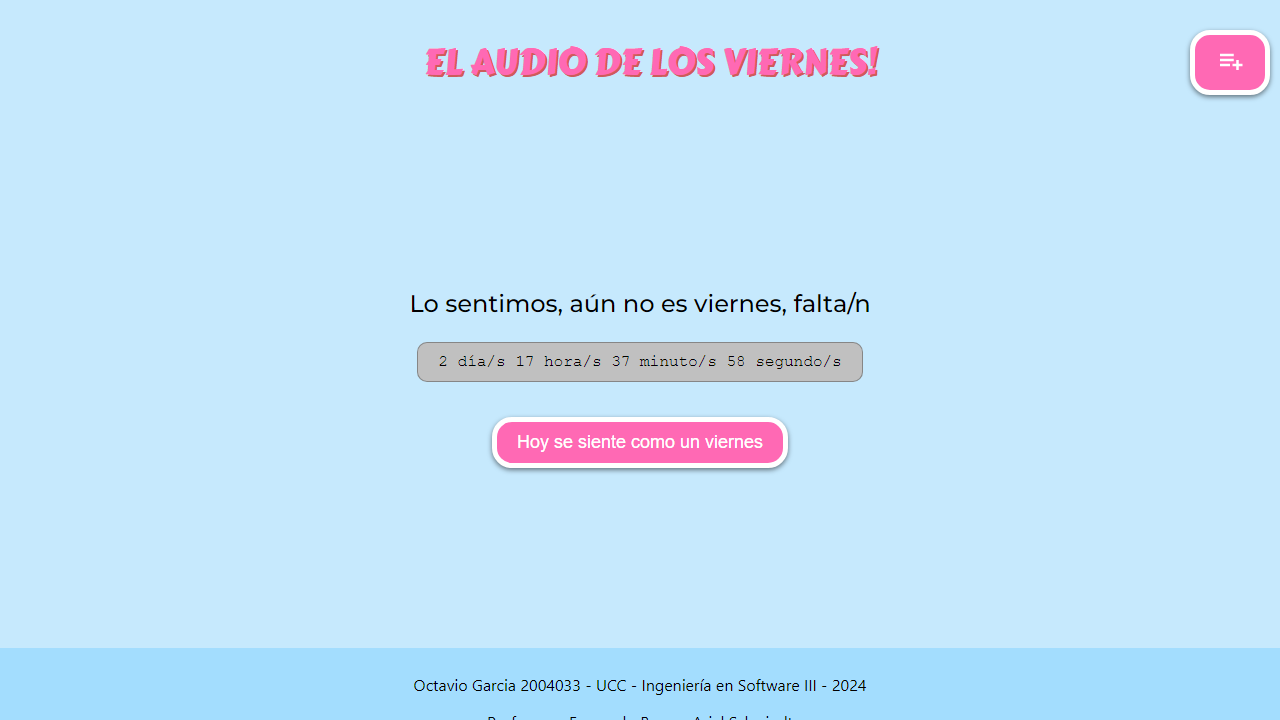 EL AUDIO DE LOS VIERNES!
Lo sentimos, aún no es viernes, falta/n
2 día/s 17 hora/s 37 minuto/s 58 segundo/s
Hoy se siente como un viernes
Octavio Garcia 2004033 - UCC - Ingeniería en Software III - 2024